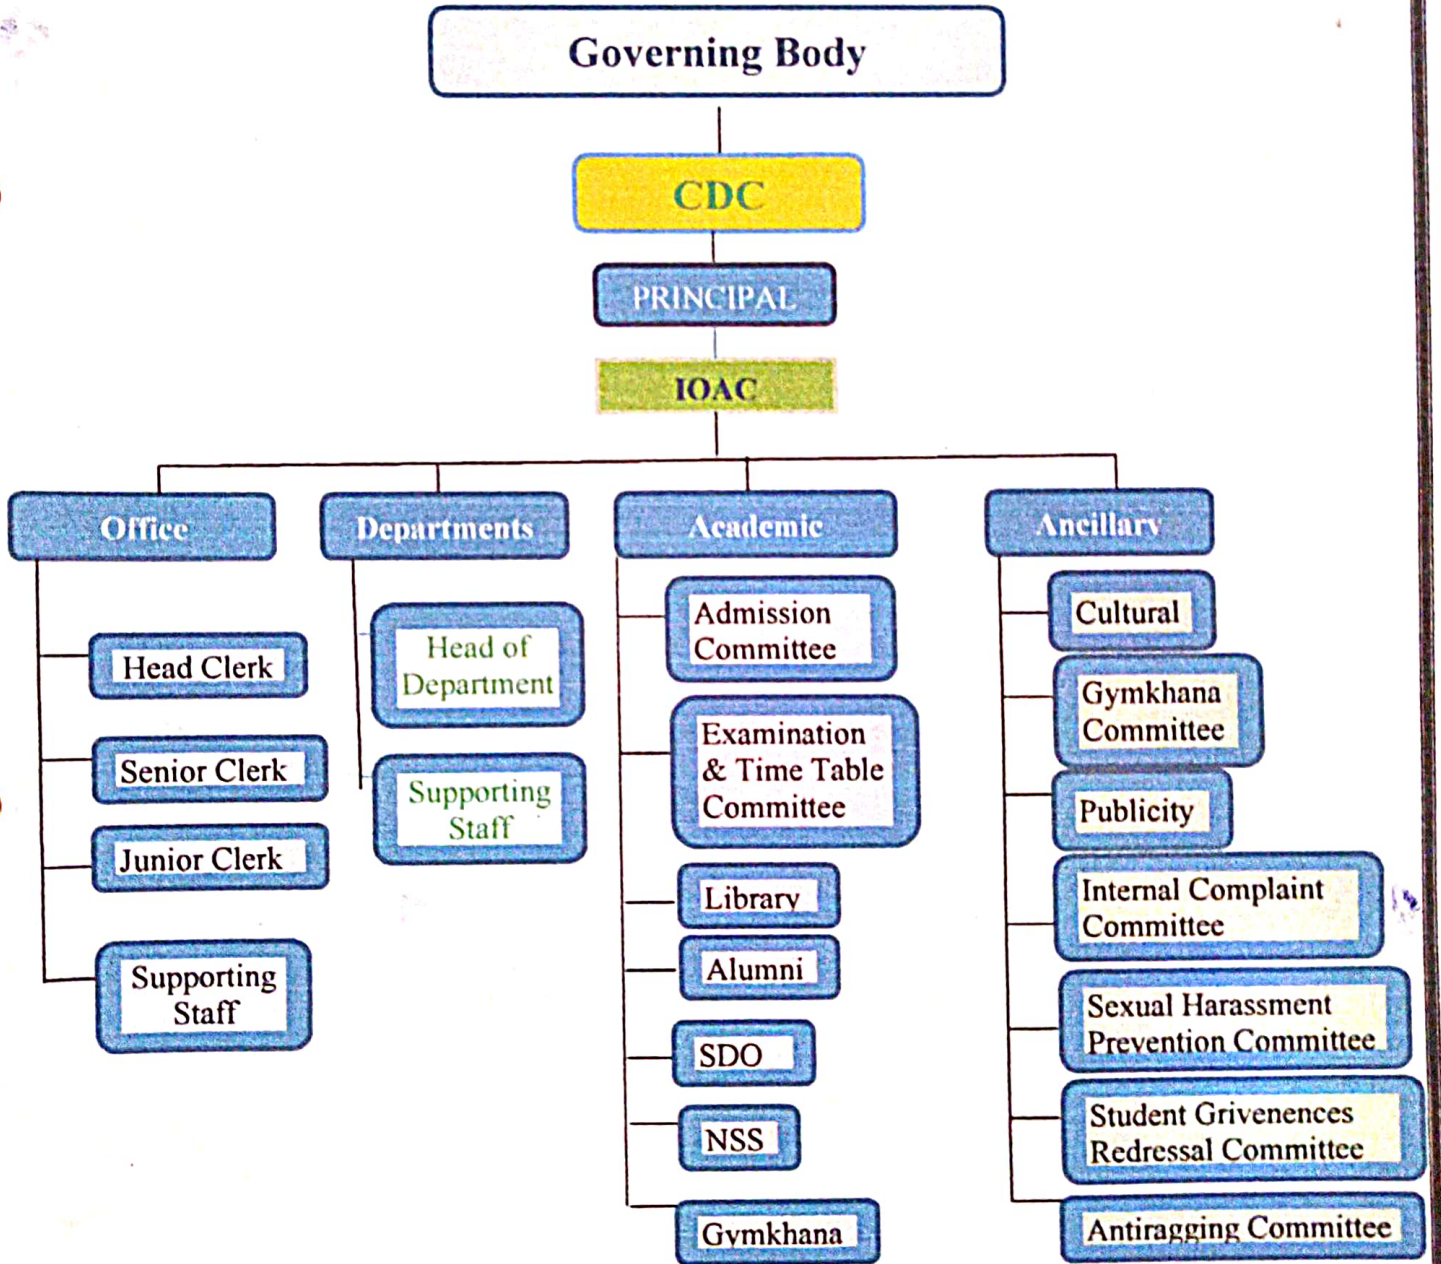 Governing Body
CDC
PRINCIPAL
IOAC
Office
Departments
Academic
Ancillary
Head Clerk
Senior Clerk
Junior Clerk
Supporting
Staff
Head of
Department
Supporting
Staff
Admission
Committee
Examination
& Time Table
Committee
Library
Alumni
SDO
NSS
Gymkhana
Cultural
Gymkhana
Committee
Publicity
Internal Complaint
Committee
Sexual Harassment
Prevention Committee
Student Grivenences
Redressal Committee
Antiragging Committee